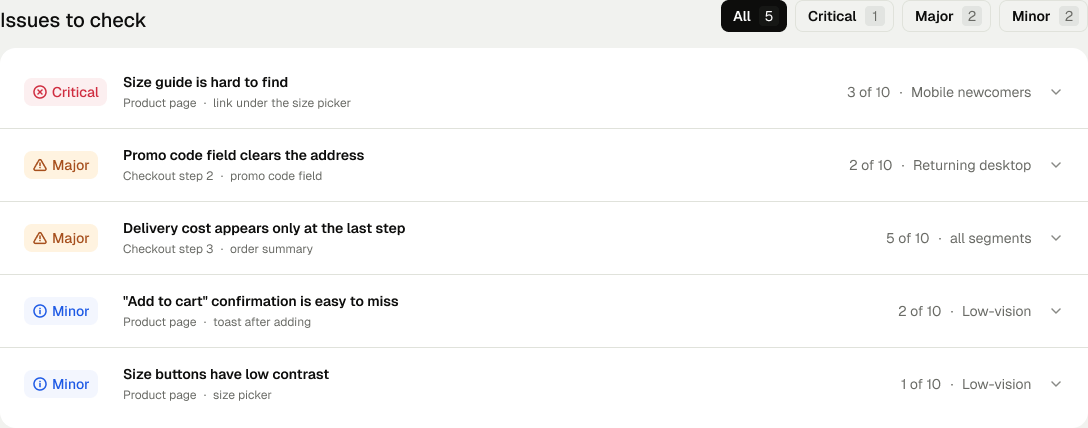 Issues to check
All 5 Critical 1 Major 2 Minor 2
Critical
Size guide is hard to find
Product page · link under the size picker
3 of 10 · Mobile newcomers
Major
Promo code field clears the address
Checkout step 2 · promo code field
2 of 10 · Returning desktop
Major
Delivery cost appears only at the last step
Checkout step 3 · order summary
5 of 10 · all segments
Minor
"Add to cart" confirmation is easy to miss
Product page · toast after adding
2 of 10 · Low-vision
Minor
Size buttons have low contrast
Product page · size picker
1 of 10 · Low-vision